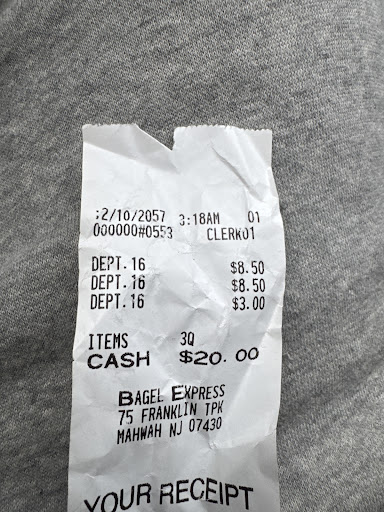 :2/10/2057 3:18AM 01
000000#0553 CLERK01
DEPT.16 $8.50
DEPT.16 $8.50
DEPT.16 $3.00
ITEMS 3Q
CASH $20.00
BAGEL EXPRESS
75 FRANKLIN TPK
MAHWAH NJ 07430
YOUR RECEIPT